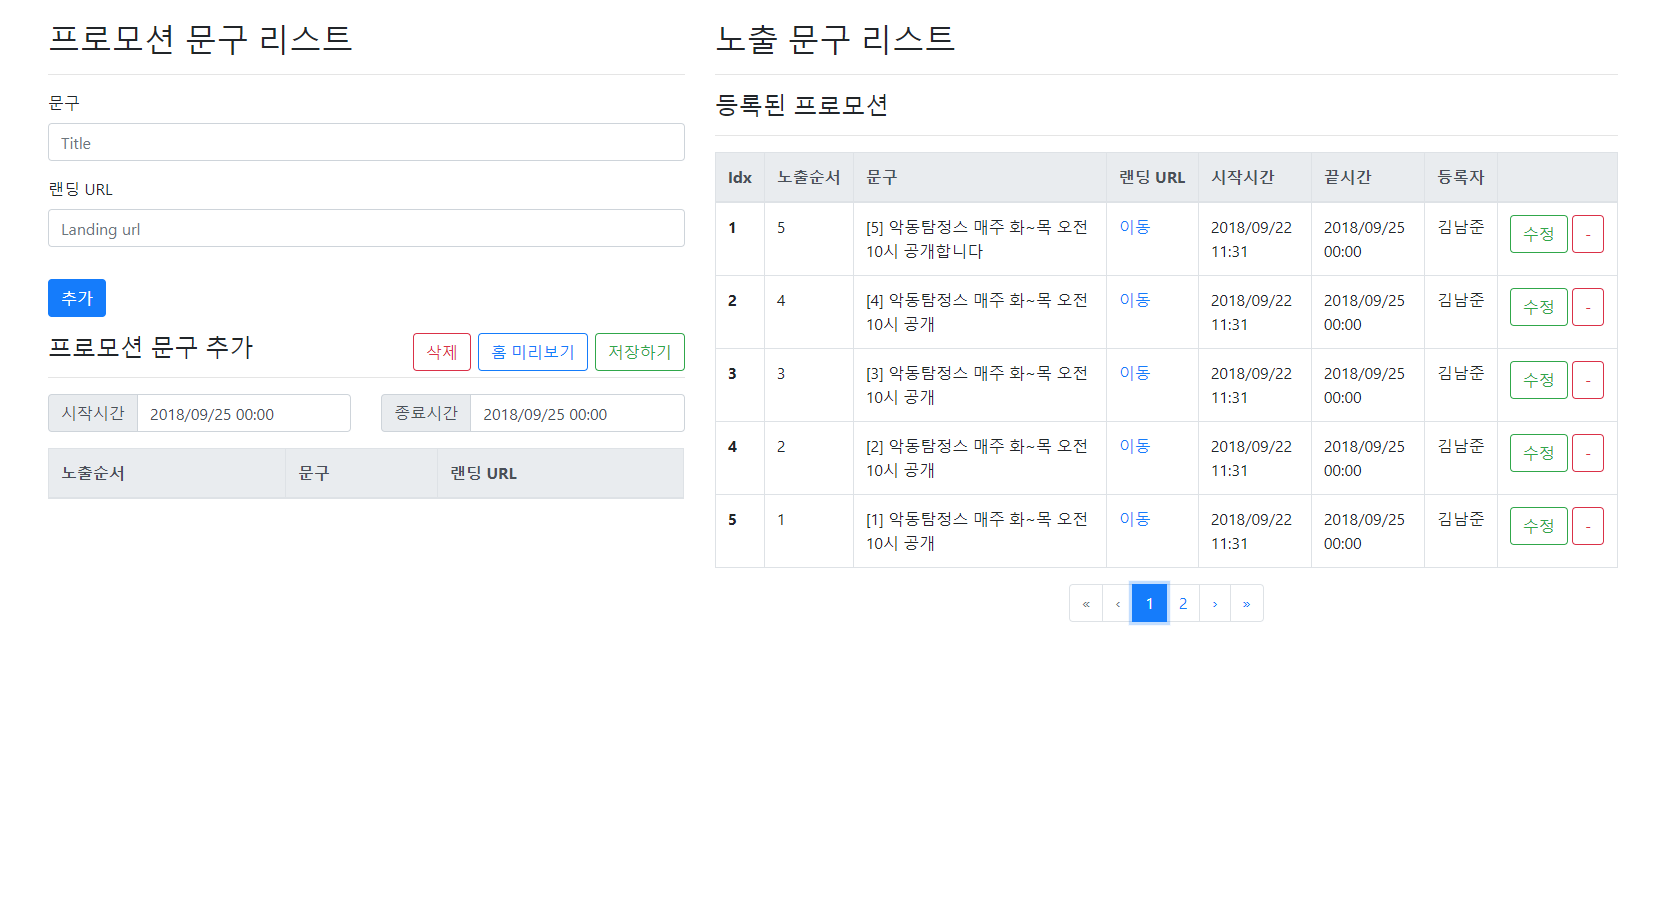 프로모션 문구 리스트
문구
Title
랜딩 URL
Landing url
추가
프로모션 문구 추가 삭제 홈 미리보기 저장하기
시작시간 2018/09/25 00:00 종료시간 2018/09/25 00:00
노출순서 문구 랜딩 URL
노출 문구 리스트
등록된 프로모션
Idx 노출순서 문구 랜딩 URL 시작시간 끝시간 등록자
1 5 [5] 악동탐정스 매주 화~목 오전 이동 2018/09/22 2018/09/25 김남준 수정 -
10시 공개합니다 11:31 00:00
2 4 [4] 악동탐정스 매주 화~목 오전 이동 2018/09/22 2018/09/25 김남준 수정 -
10시 공개 11:31 00:00
3 3 [3] 악동탐정스 매주 화~목 오전 이동 2018/09/22 2018/09/25 김남준 수정 -
10시 공개 11:31 00:00
4 2 [2] 악동탐정스 매주 화~목 오전 이동 2018/09/22 2018/09/25 김남준 수정 -
10시 공개 11:31 00:00
5 1 [1] 악동탐정스 매주 화~목 오전 이동 2018/09/22 2018/09/25 김남준 수정 -
10시 공개 11:31 00:00
« ‹ 1 2 › »